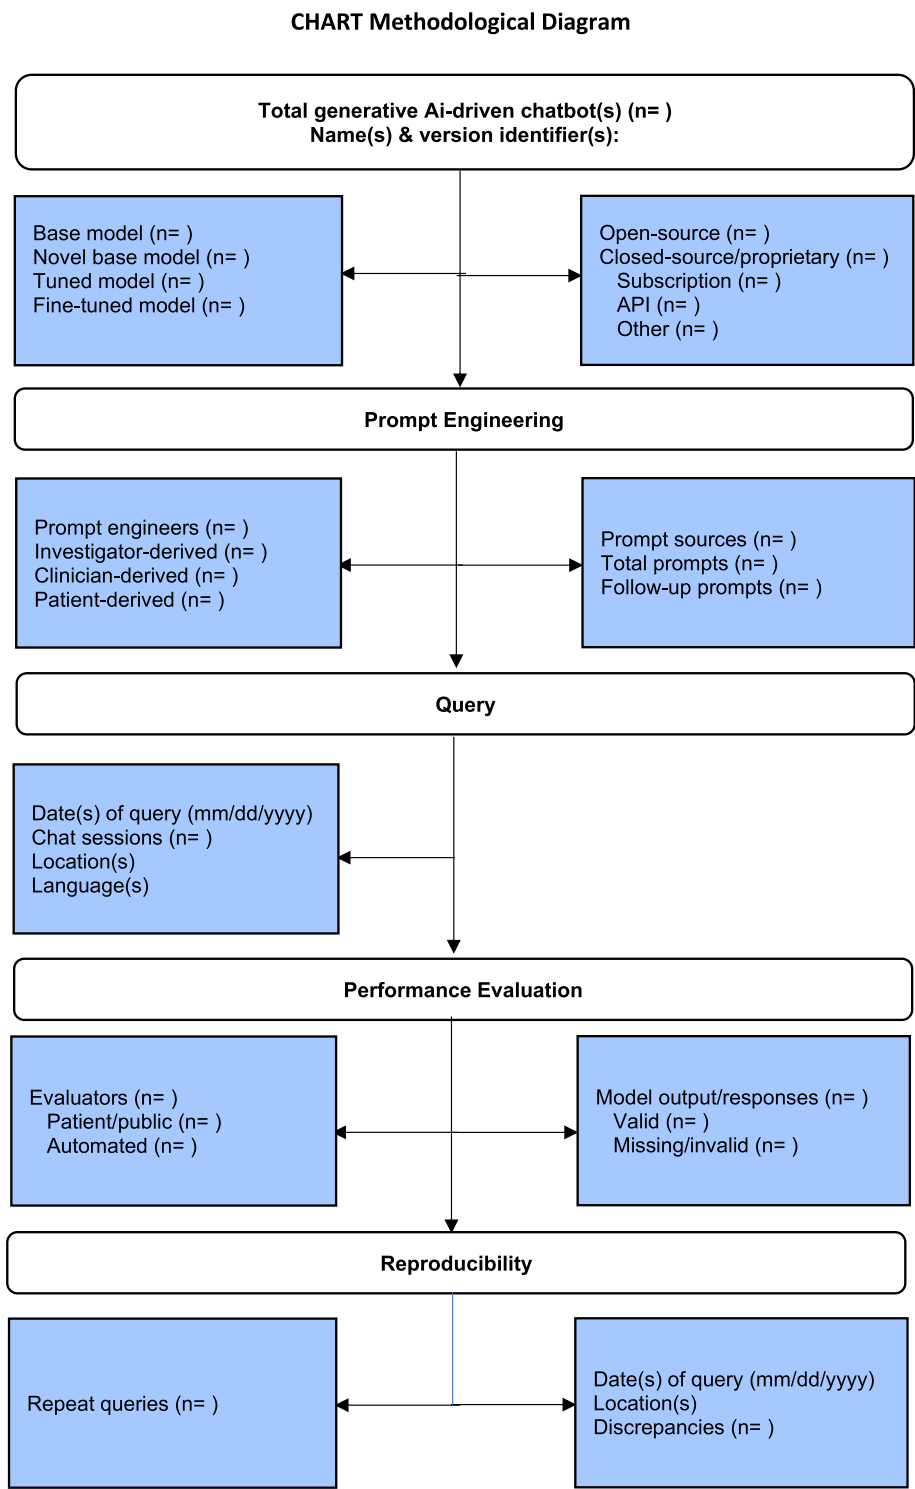 CHART Methodological Diagram
Total generative Ai-driven chatbot(s) (n= )
Name(s) & version identifier(s):
Base model (n= )
Novel base model (n= )
Tuned model (n= )
Fine-tuned model (n= )
Open-source (n= )
Closed-source/proprietary (n= )
Subscription (n= )
API (n= )
Other (n= )
Prompt Engineering
Prompt engineers (n= )
Investigator-derived (n= )
Clinician-derived (n= )
Patient-derived (n= )
Prompt sources (n= )
Total prompts (n= )
Follow-up prompts (n= )
Query
Date(s) of query (mm/dd/yyyy)
Chat sessions (n= )
Location(s)
Language(s)
Performance Evaluation
Evaluators (n= )
Patient/public (n= )
Automated (n= )
Model output/responses (n= )
Valid (n= )
Missing/invalid (n= )
Reproducibility
Repeat queries (n= )
Date(s) of query (mm/dd/yyyy)
Location(s)
Discrepancies (n= )